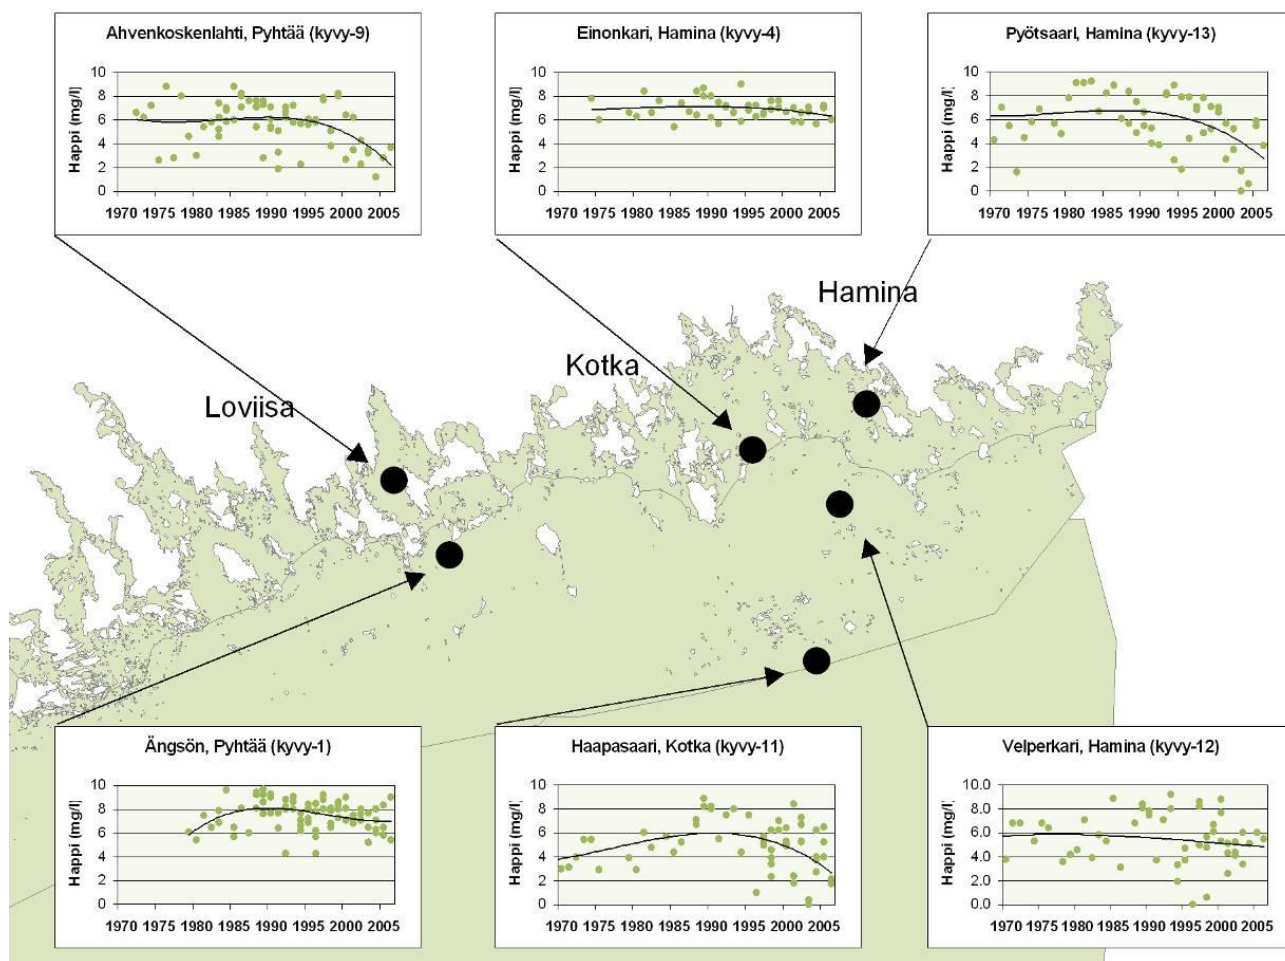 Ahvenkoskenlahti, Pyhtää (kyvy-9)
Happi (mg/l)
10
8
6
4
2
0
1970 1975 1980 1985 1990 1995 2000 2005
Einonkari, Hamina (kyvy-4)
Happi (mg/l)
10
8
6
4
2
0
1970 1975 1980 1985 1990 1995 2000 2005
Pyötsaari, Hamina (kyvy-13)
Happi (mg/l)
10
8
6
4
2
0
1970 1975 1980 1985 1990 1995 2000 2005
Hamina
Kotka
Loviisa
Ängsön, Pyhtää (kyvy-1)
Happi (mg/l)
10
8
6
4
2
0
1970 1975 1980 1985 1990 1995 2000 2005
Haapasaari, Kotka (kyvy-11)
Happi (mg/l)
10
8
6
4
2
0
1970 1975 1980 1985 1990 1995 2000 2005
Velperkari, Hamina (kyvy-12)
Happi (mg/l)
10.0
8.0
6.0
4.0
2.0
0.0
1970 1975 1980 1985 1990 1995 2000 2005